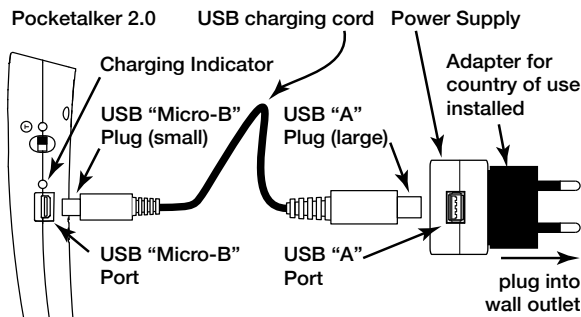 Pocketalker 2.0
USB charging cord
Power Supply
Charging Indicator
Adapter for
country of use
installed
USB “Micro-B”
Plug (small)
USB “A”
Plug (large)
T
USB “Micro-B”
Port
USB “A”
Port
plug into
wall outlet